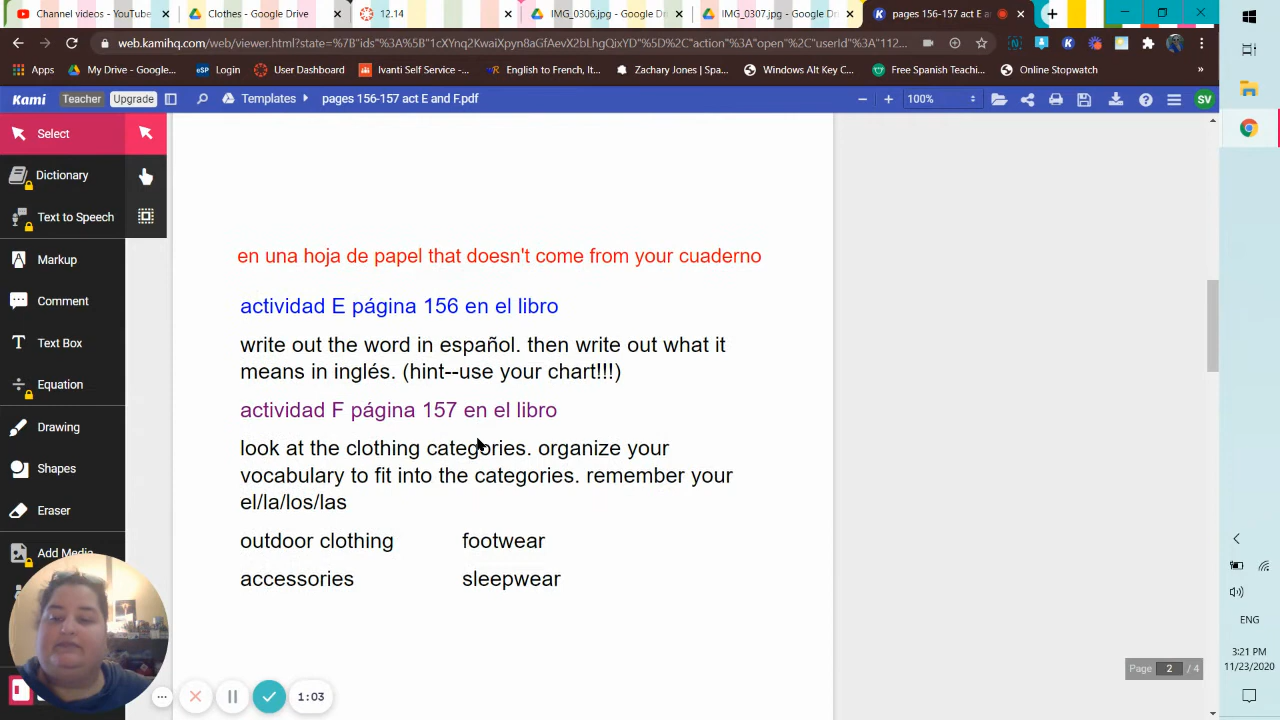 Channel videos - YouTube
Clothes - Google Drive
12.14
IMG_0306.jpg - Google D
IMG_0307.jpg - Google D
pages 156-157 act E an
web.kamihq.com/web/viewer.html?state=%7B"ids"%3A%5B"1cXYnq2KwaiXpyn8aGfAevX2bLhgQixYD"%5D%2C"action"%3A"open"%2C"userId"%3A"112...
Apps
My Drive - Google...
eSP Login
User Dashboard
Ivanti Self Service -...
English to French, It...
Zachary Jones | Spa...
Windows Alt Key C...
Free Spanish Teachi...
Online Stopwatch
»
Kami
Teacher
Upgrade
Templates
pages 156-157 act E and F.pdf
100%
SV
Select
Dictionary
Text to Speech
Markup
Comment
Text Box
Equation
Drawing
Shapes
Eraser
Add Media
en una hoja de papel that doesn't come from your cuaderno
actividad E página 156 en el libro
write out the word in español. then write out what it
means in inglés. (hint--use your chart!!!)
actividad F página 157 en el libro
look at the clothing categories. organize your
vocabulary to fit into the categories. remember your
el/la/los/las
outdoor clothing footwear
accessories sleepwear
1:03
Page 2 / 4
ENG
3:21 PM
11/23/2020